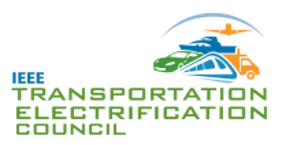 IEEE
TRANSPORTATION
ELECTRIFICATION
COUNCIL